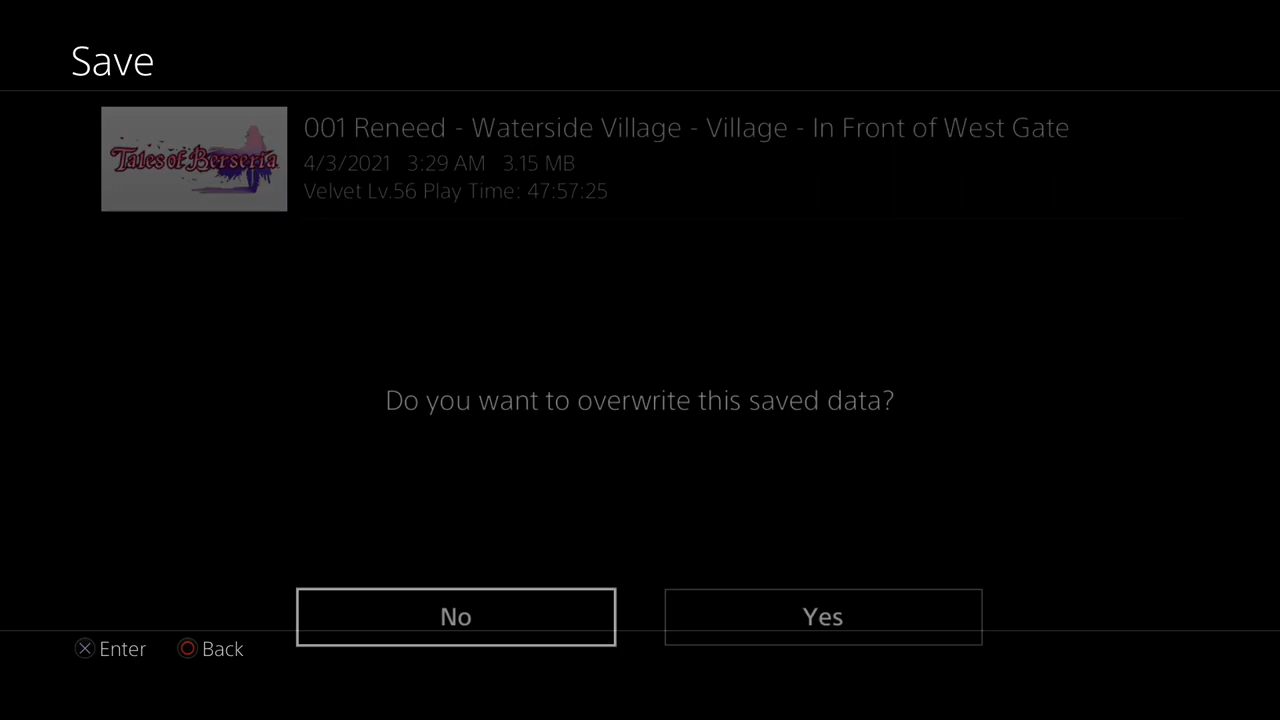 Save
Tales of Berseria
001 Reneed - Waterside Village - Village - In Front of West Gate
4/3/2021 3:29 AM 3.15 MB
Velvet Lv.56 Play Time: 47:57:25
Do you want to overwrite this saved data?
No
Yes
Enter
Back